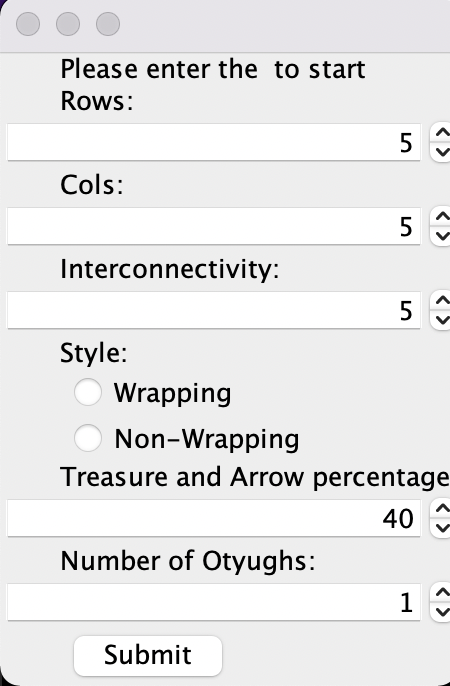 Please enter the  to start
Rows:
5
Cols:
5
Interconnectivity:
5
Style:
Wrapping
Non-Wrapping
Treasure and Arrow percentage
40
Number of Otyughs:
1
Submit